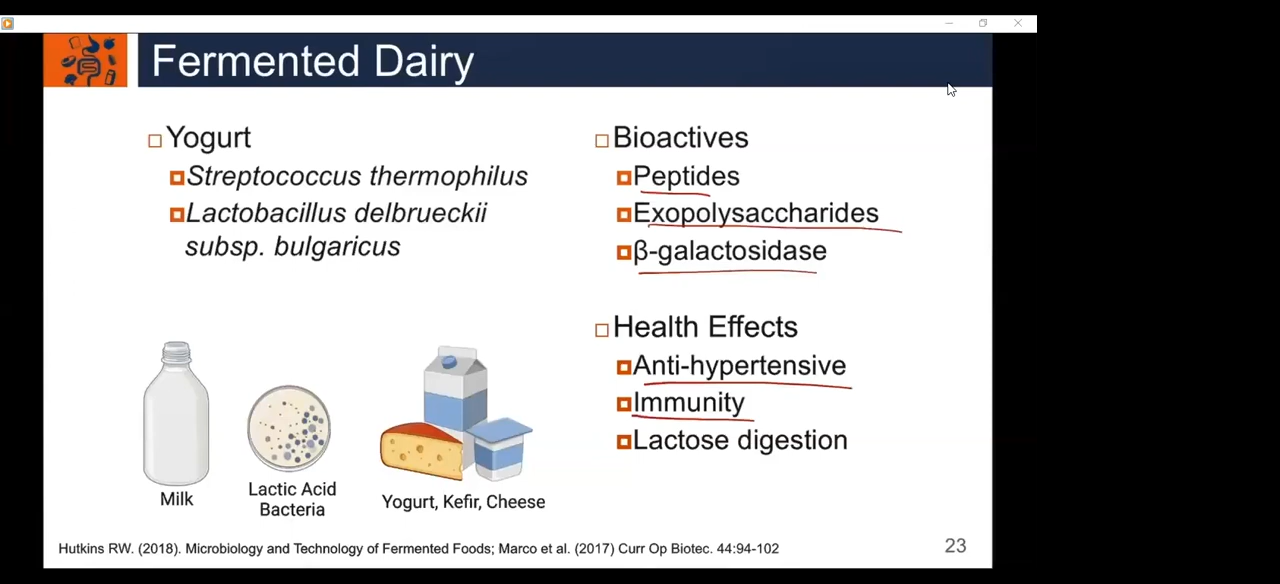 Fermented Dairy
Yogurt
Streptococcus thermophilus
Lactobacillus delbrueckii
subsp. bulgaricus
Bioactives
Peptides
Exopolysaccharides
β-galactosidase
Health Effects
Anti-hypertensive
Immunity
Lactose digestion
Milk
Lactic Acid
Bacteria
Yogurt, Kefir, Cheese
Hutkins RW. (2018). Microbiology and Technology of Fermented Foods; Marco et al. (2017) Curr Op Biotec. 44:94-102
23